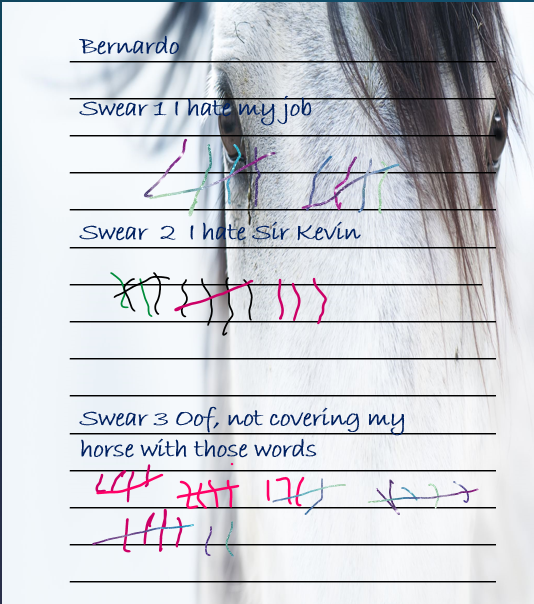 Bernardo
Swear 1 I hate my job
Swear 2 I hate Sir Kevin
Swear 3 Oof, not covering my
horse with those words